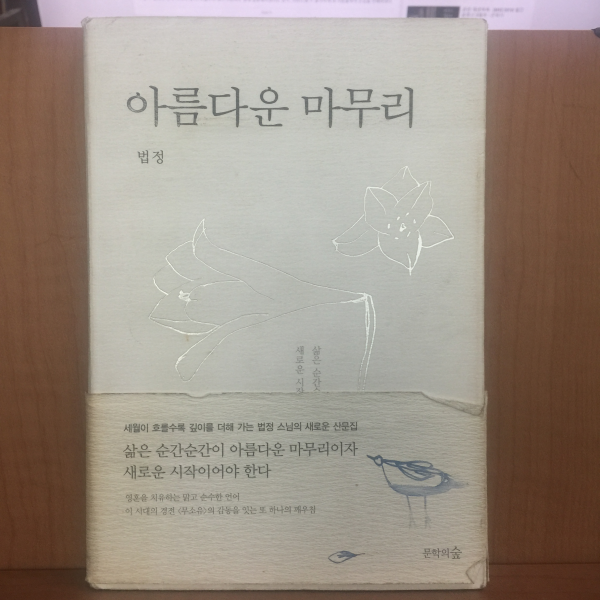 아름다운 마무리
법정
삶은 순간순
새로운 시작
세월이 흐를수록 깊이를 더해 가는 법정 스님의 새로운 산문집
삶은 순간순간이 아름다운 마무리이자
새로운 시작이어야 한다
영혼을 치유하는 맑고 순수한 언어
이 시대의 경전 《무소유》의 감동을 잇는 또 하나의 깨우침
문학의숲